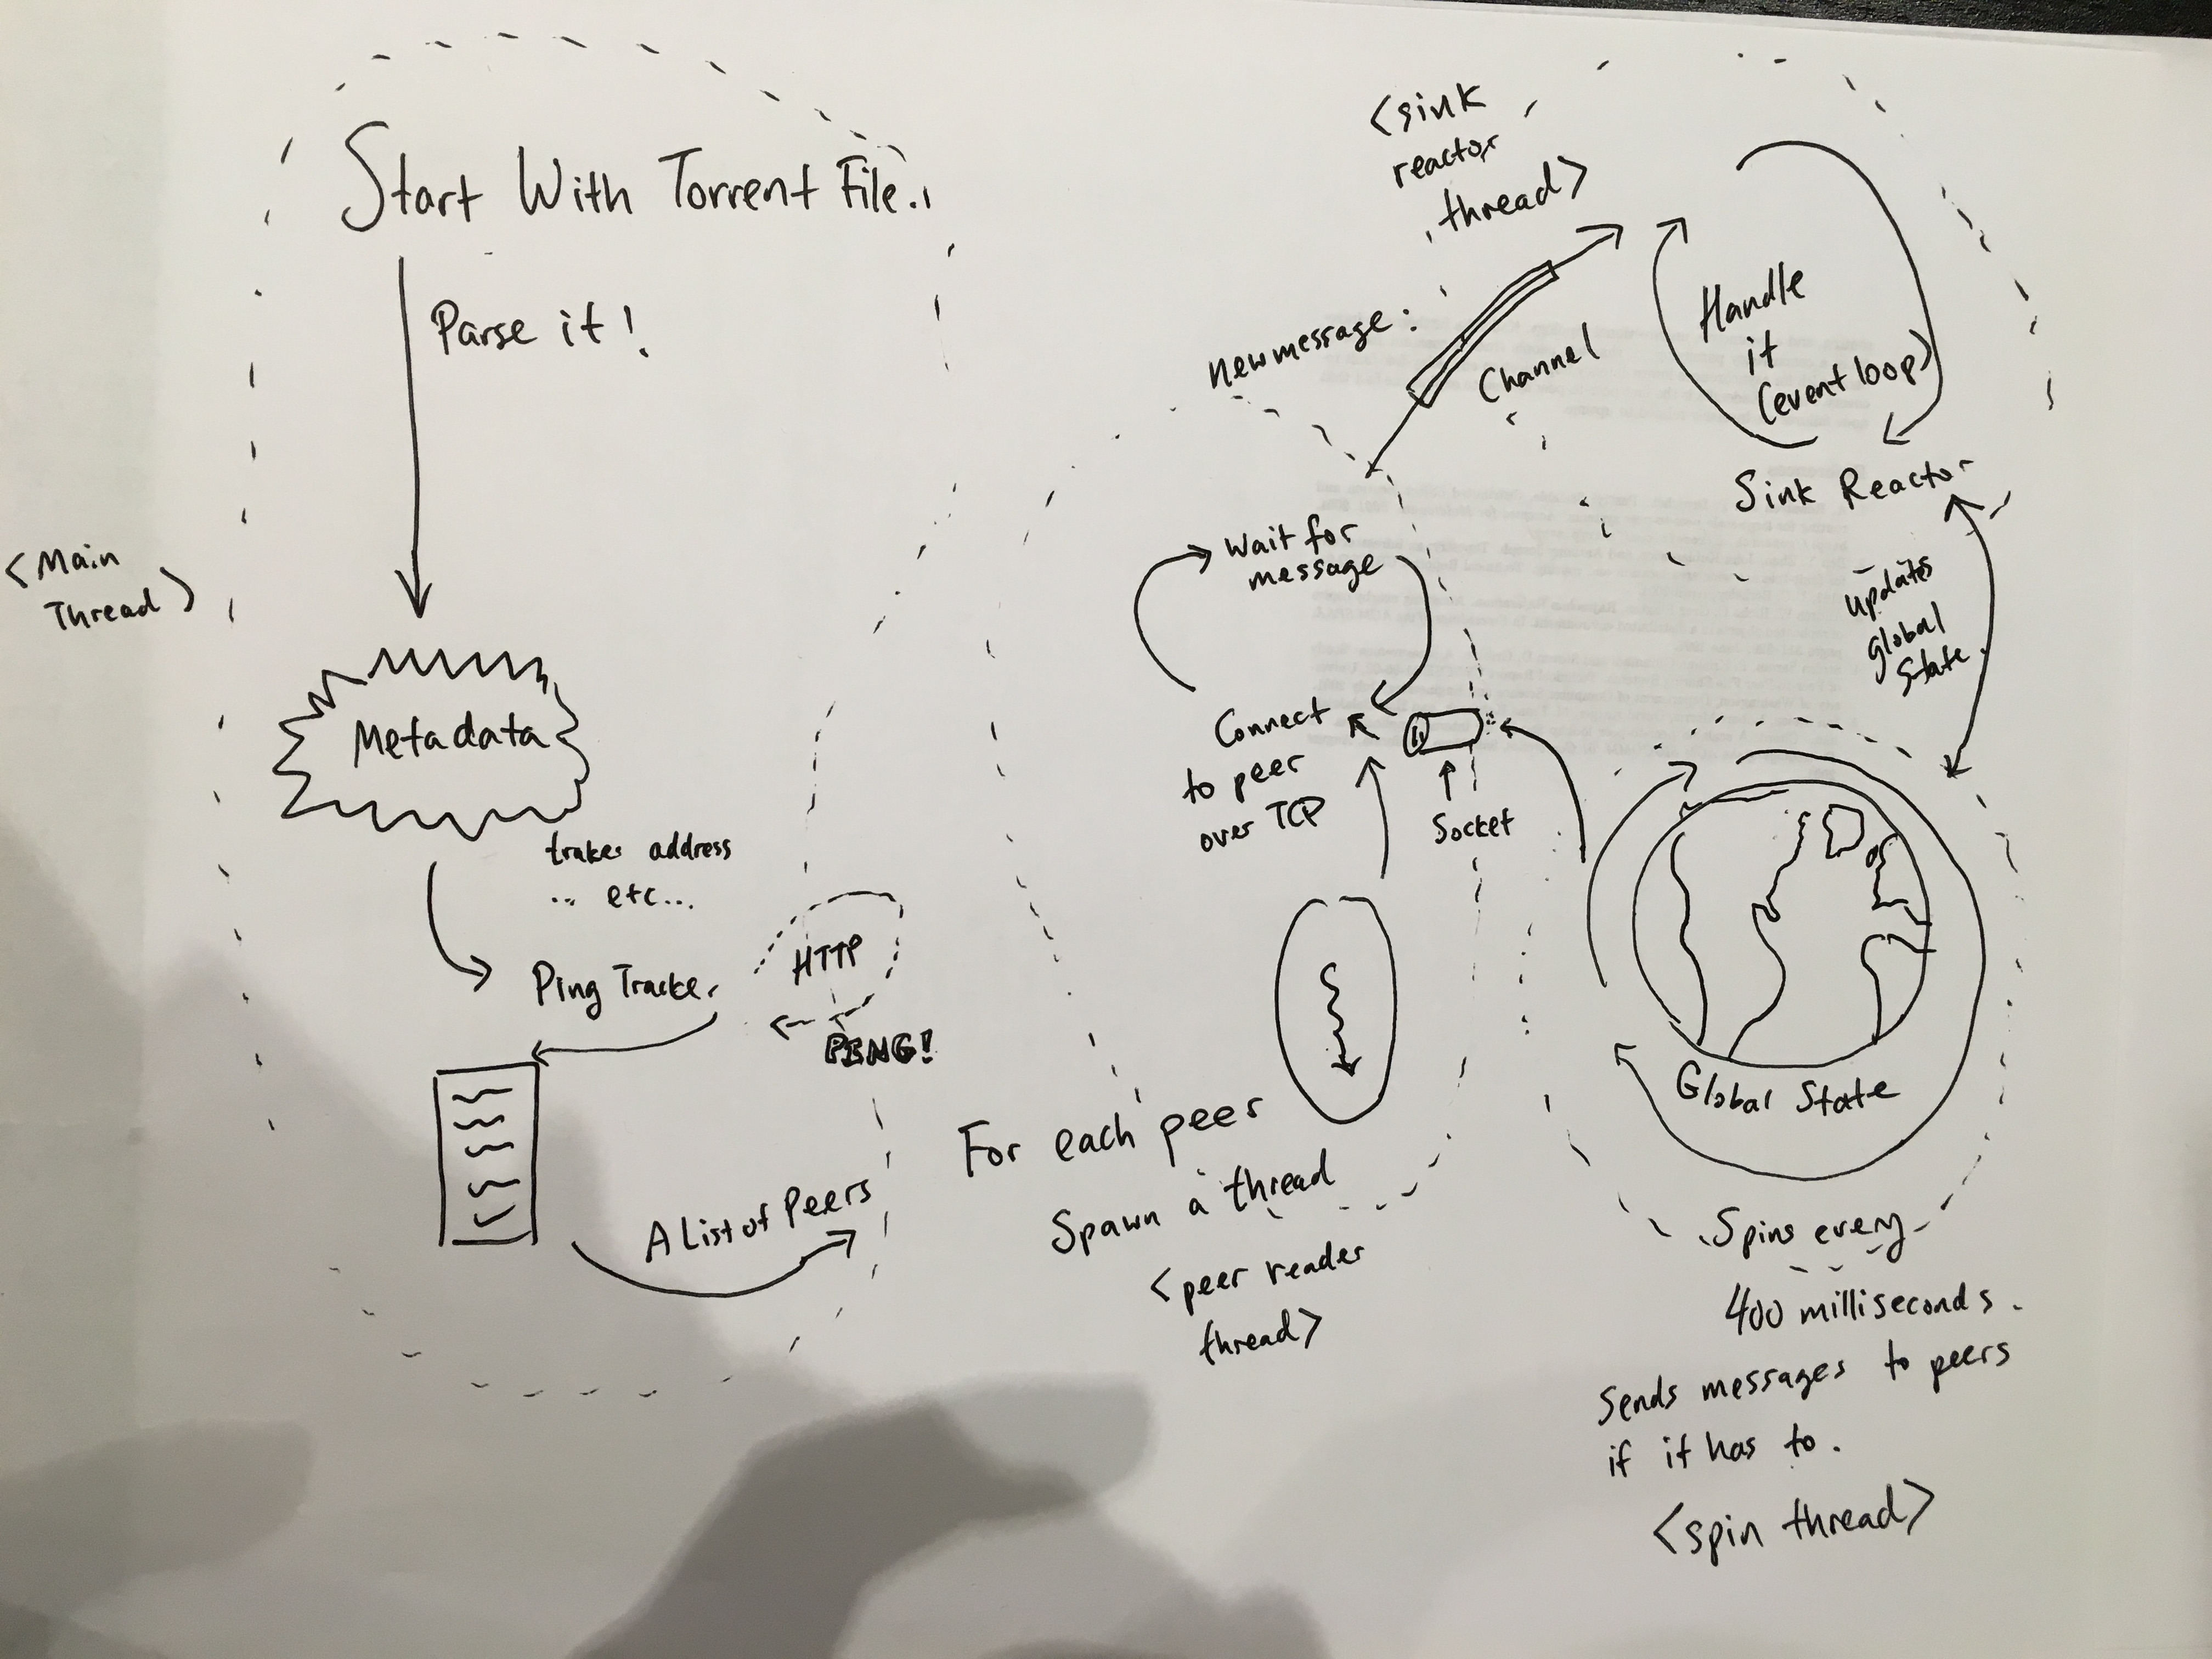 Start With Torrent File..
Parse it!
<Main
Thread>
Metadata
address
.. etc...
Ping Tracker
HTTP
PING!
A List of Peers
For each peer
Spawn a thread
<peer reader
thread>
Wait for
message
Connect
to peer
over TCP
Socket
new message:
Channel
<sink
reactor
thread>
Handle
it
(event loop)
Sink Reactor
updates
global
state.
Global State
Spins every
400 milliseconds.
Sends messages to peers
if it has to.
<spin thread>